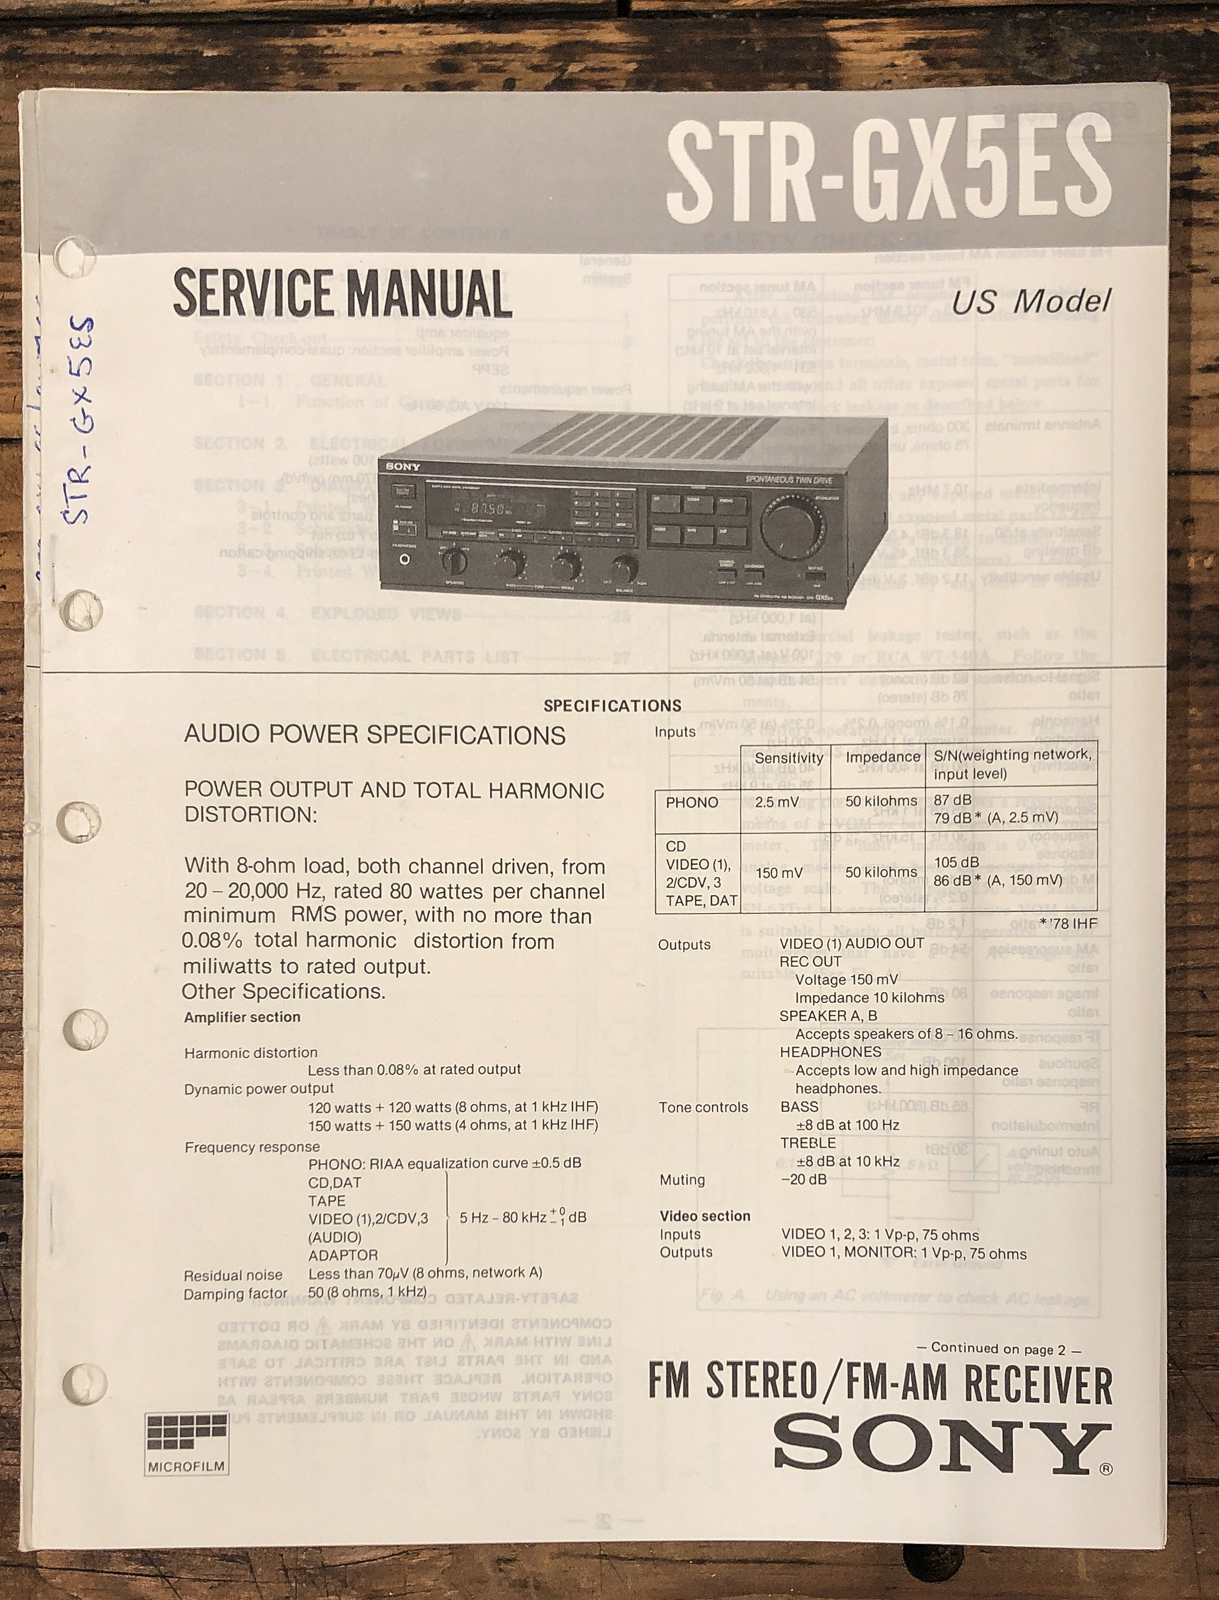 STR-GX5ES
SERVICE MANUAL
US Model
STR-GX5ES
SONY
SPONTANEOUS TWIN DRIVE
SPECIFICATIONS
AUDIO POWER SPECIFICATIONS
POWER OUTPUT AND TOTAL HARMONIC
DISTORTION:
With 8-ohm load, both channel driven, from
20 – 20,000 Hz, rated 80 wattes per channel
minimum RMS power, with no more than
0.08% total harmonic distortion from
miliwatts to rated output.
Other Specifications.
Amplifier section
Harmonic distortion
Less than 0.08% at rated output
Dynamic power output
120 watts + 120 watts (8 ohms, at 1 kHz IHF)
150 watts + 150 watts (4 ohms, at 1 kHz IHF)
Frequency response
PHONO: RIAA equalization curve ±0.5 dB
CD,DAT
TAPE
VIDEO (1),2/CDV,3
(AUDIO)
ADAPTOR
5 Hz – 80 kHz +0 −1 dB
Residual noise Less than 70µV (8 ohms, network A)
Damping factor 50 (8 ohms, 1 kHz)
MICROFILM
Inputs
Sensitivity Impedance S/N(weighting network,
input level)
PHONO 2.5 mV 50 kilohms 87 dB
79 dB* (A, 2.5 mV)
CD
VIDEO (1),
2/CDV, 3
TAPE, DAT
150 mV 50 kilohms 105 dB
86 dB* (A, 150 mV)
*'78 IHF
Outputs VIDEO (1) AUDIO OUT
REC OUT
Voltage 150 mV
Impedance 10 kilohms
SPEAKER A, B
Accepts speakers of 8 – 16 ohms.
HEADPHONES
Accepts low and high impedance
headphones.
Tone controls BASS
±8 dB at 100 Hz
TREBLE
±8 dB at 10 kHz
Muting −20 dB
Video section
Inputs VIDEO 1, 2, 3: 1 Vp-p, 75 ohms
Outputs VIDEO 1, MONITOR: 1 Vp-p, 75 ohms
— Continued on page 2 —
FM STEREO/FM-AM RECEIVER
SONY®